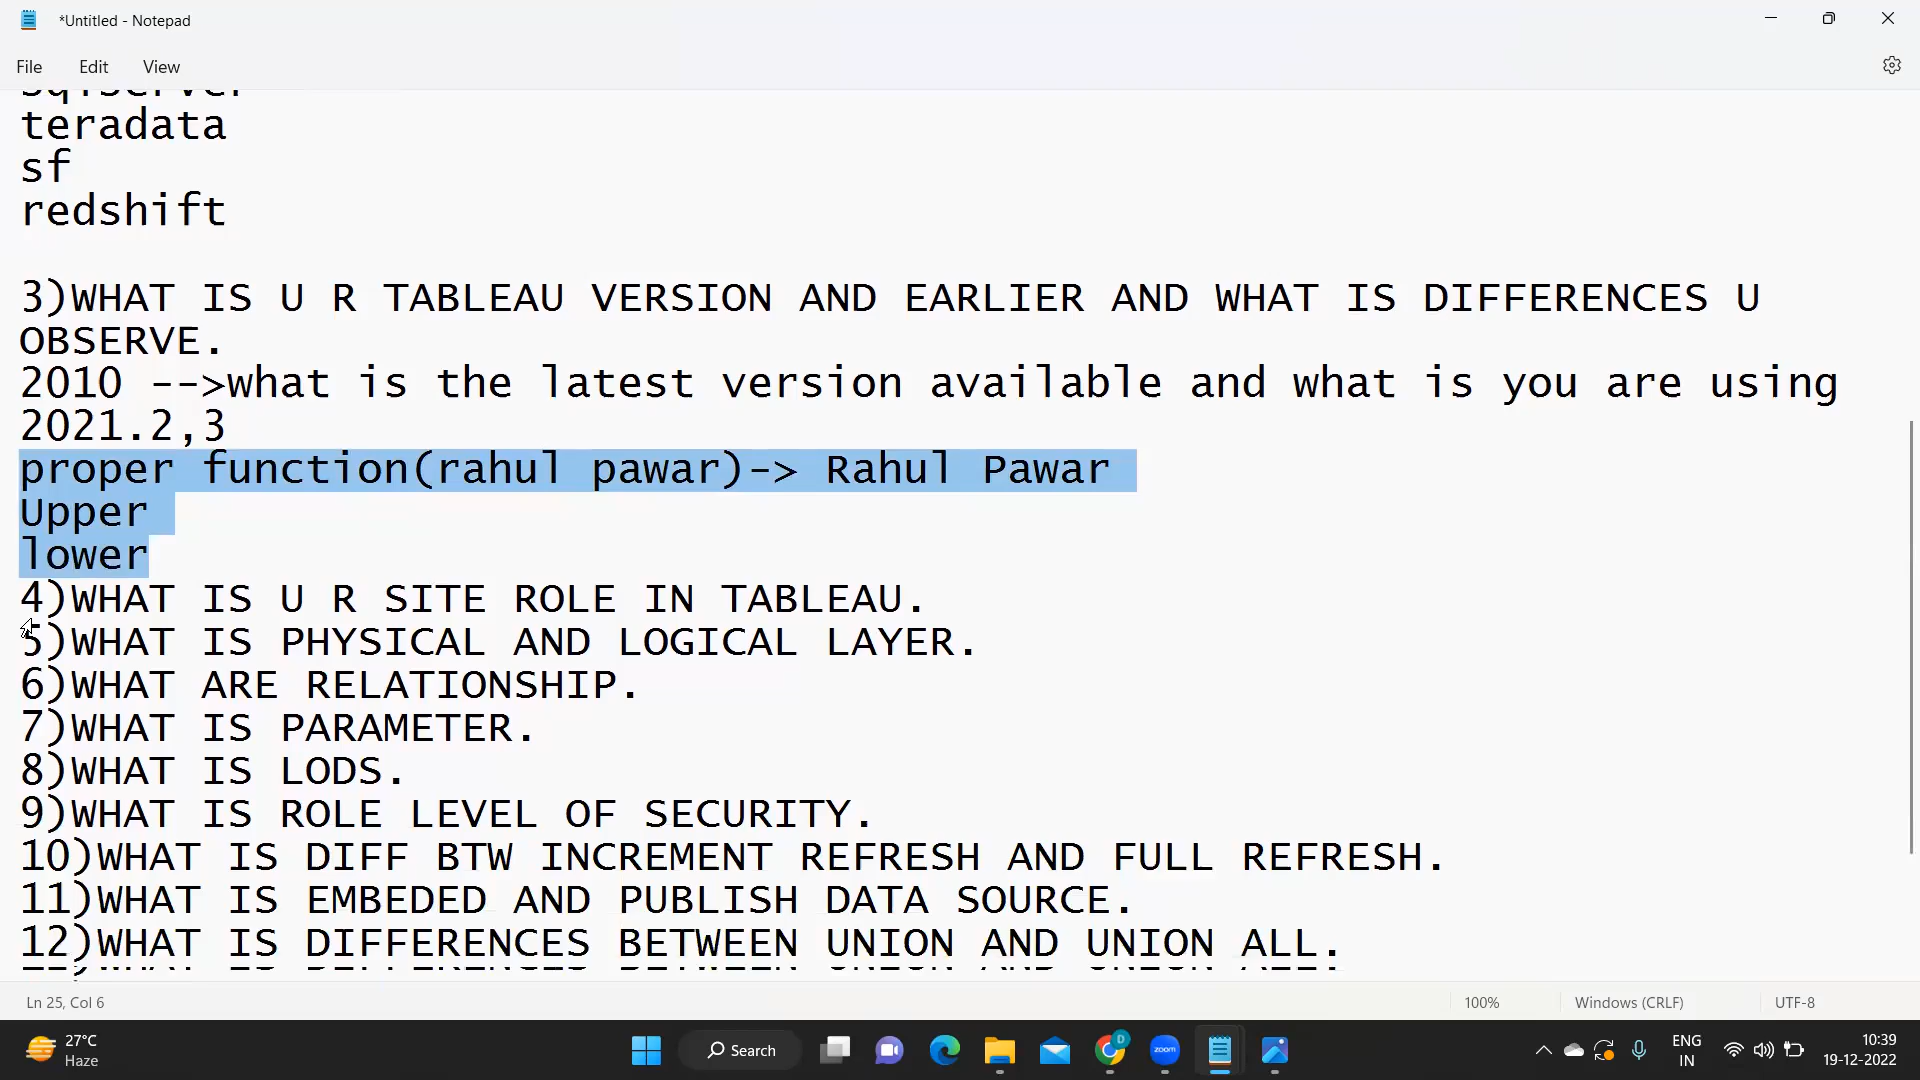 *Untitled - Notepad
File Edit View
sqlserver
teradata
sf
redshift
3)WHAT IS U R TABLEAU VERSION AND EARLIER AND WHAT IS DIFFERENCES U
OBSERVE.
2010 -->what is the latest version available and what is you are using
2021.2,3
proper function(rahul pawar)-> Rahul Pawar
Upper
lower
4)WHAT IS U R SITE ROLE IN TABLEAU.
5)WHAT IS PHYSICAL AND LOGICAL LAYER.
6)WHAT ARE RELATIONSHIP.
7)WHAT IS PARAMETER.
8)WHAT IS LODS.
9)WHAT IS ROLE LEVEL OF SECURITY.
10)WHAT IS DIFF BTW INCREMENT REFRESH AND FULL REFRESH.
11)WHAT IS EMBEDED AND PUBLISH DATA SOURCE.
12)WHAT IS DIFFERENCES BETWEEN UNION AND UNION ALL.
Ln 25, Col 6 100% Windows (CRLF) UTF-8
27°C
Haze
Search
D
zoom
ENG
IN
10:39
19-12-2022